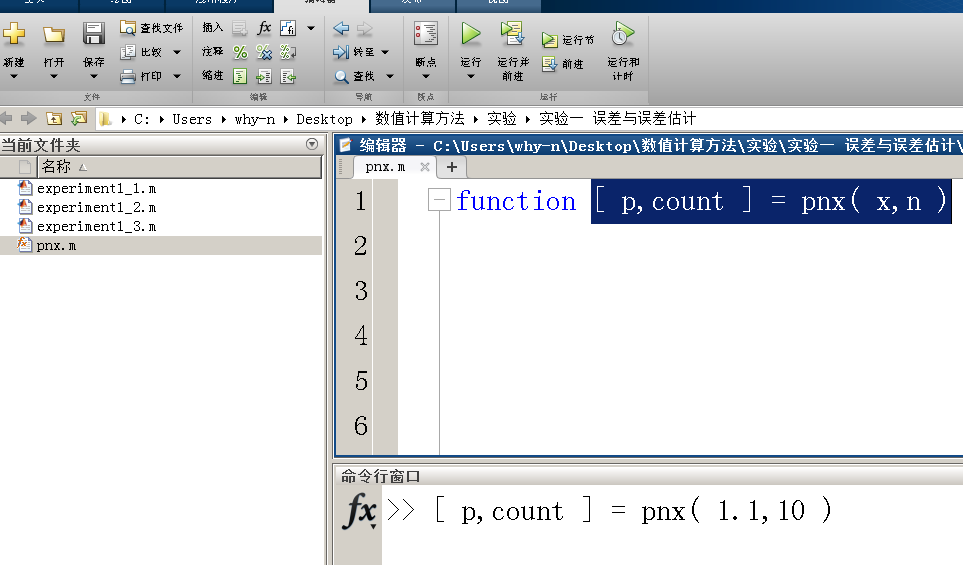 编辑器
新建
打开
保存
查找文件
比较
打印
文件
插入 fx
注释
缩进
编辑
转至
查找
导航
断点
断点
运行
运行并
前进
运行节
前进
运行和
计时
运行
C: Users why-n Desktop 数值计算方法 实验 实验一 误差与误差估计
当前文件夹
名称
experiment1_1.m
experiment1_2.m
experiment1_3.m
pnx.m
编辑器 - C:\Users\why-n\Desktop\数值计算方法\实验\实验一 误差与误差估计\
pnx.m
1 function [ p,count ] = pnx( x,n )
2
3
4
5
6
命令行窗口
fx >> [ p,count ] = pnx( 1.1,10 )